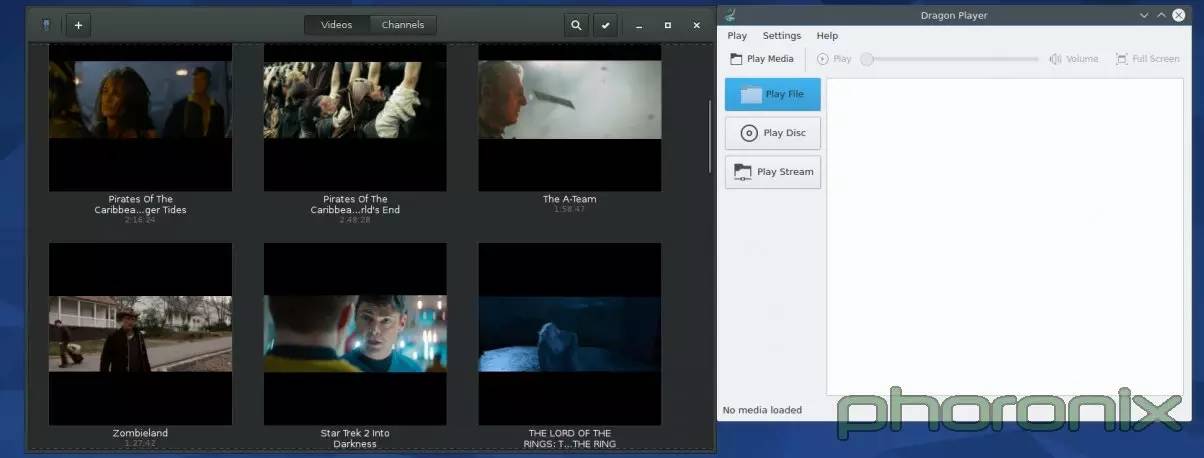 +
Videos
Channels
Pirates Of The
Caribbea...ger Tides
2:16:24
Pirates Of The
Caribbea...rld's End
2:48:28
The A-Team
1:58:47
Zombieland
1:27:42
Star Trek 2 Into
Darkness
THE LORD OF THE
RINGS: T...THE RING
Dragon Player
Play Settings Help
Play Media Play Volume Full Screen
Play File
Play Disc
Play Stream
No media loaded
phoronix